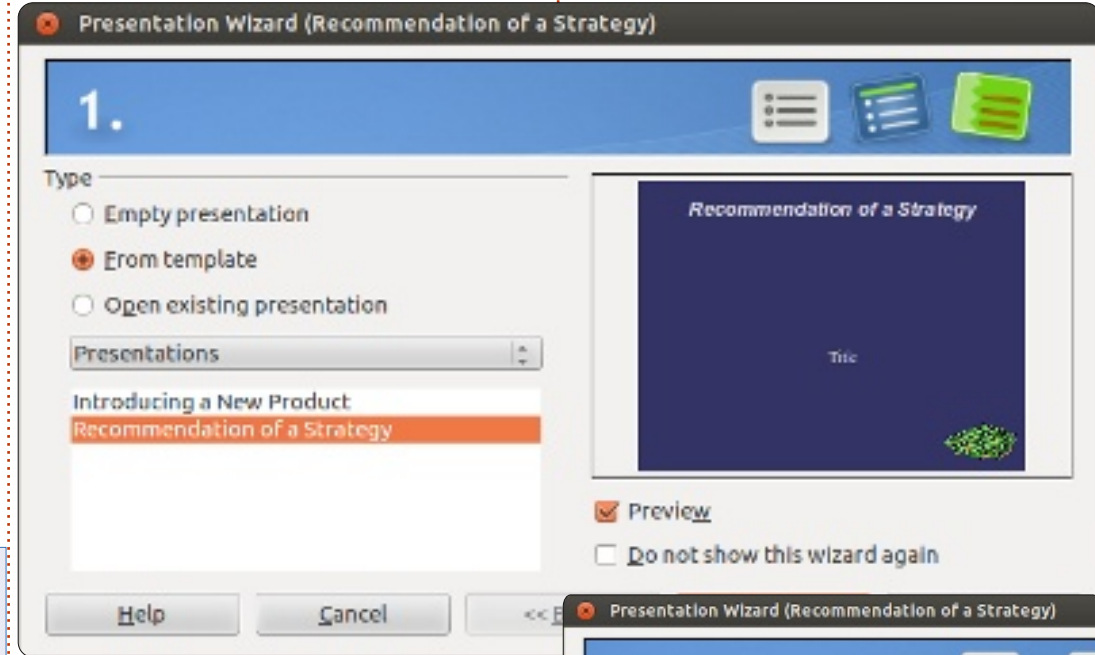 Presentation Wizard (Recommendation of a Strategy)
1.
Type
Empty presentation
From template
Open existing presentation
Presentations
Introducing a New Product
Recommendation of a Strategy
Recommendation of a Strategy
Title
Preview
Do not show this wizard again
Help
Cancel
<<
Presentation Wizard (Recommendation of a Strategy)